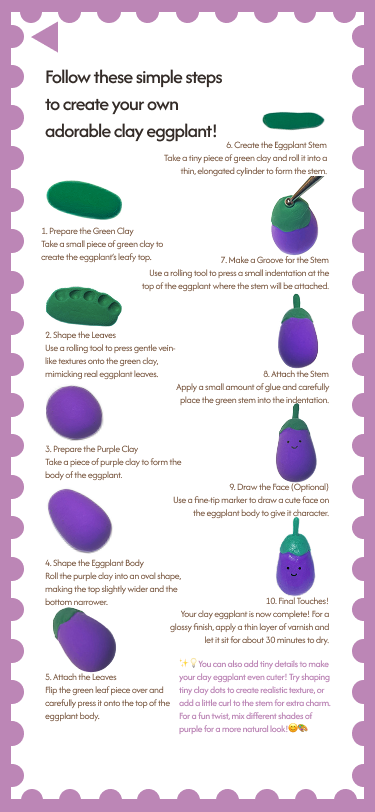 Follow these simple steps
to create your own
adorable clay eggplant!
1. Prepare the Green Clay
Take a small piece of green clay to
create the eggplant's leafy top.
2. Shape the Leaves
Use a rolling tool to press gentle vein-
like textures onto the green clay,
mimicking real eggplant leaves.
3. Prepare the Purple Clay
Take a piece of purple clay to form the
body of the eggplant.
4. Shape the Eggplant Body
Roll the purple clay into an oval shape,
making the top slightly wider and the
bottom narrower.
5. Attach the Leaves
Flip the green leaf piece over and
carefully press it onto the top of the
eggplant body.
6. Create the Eggplant Stem
Take a tiny piece of green clay and roll it into a
thin, elongated cylinder to form the stem.
7. Make a Groove for the Stem
Use a rolling tool to press a small indentation at the
top of the eggplant where the stem will be attached.
8. Attach the Stem
Apply a small amount of glue and carefully
place the green stem into the indentation.
9. Draw the Face (Optional)
Use a fine-tip marker to draw a cute face on
the eggplant body to give it character.
10. Final Touches!
Your clay eggplant is now complete! For a
glossy finish, apply a thin layer of varnish and
let it sit for about 30 minutes to dry.
✨💡 You can also add tiny details to make
your clay eggplant even cuter! Try shaping
tiny clay dots to create realistic texture, or
add a little curl to the stem for extra charm.
For a fun twist, mix different shades of
purple for a more natural look!😊🎨